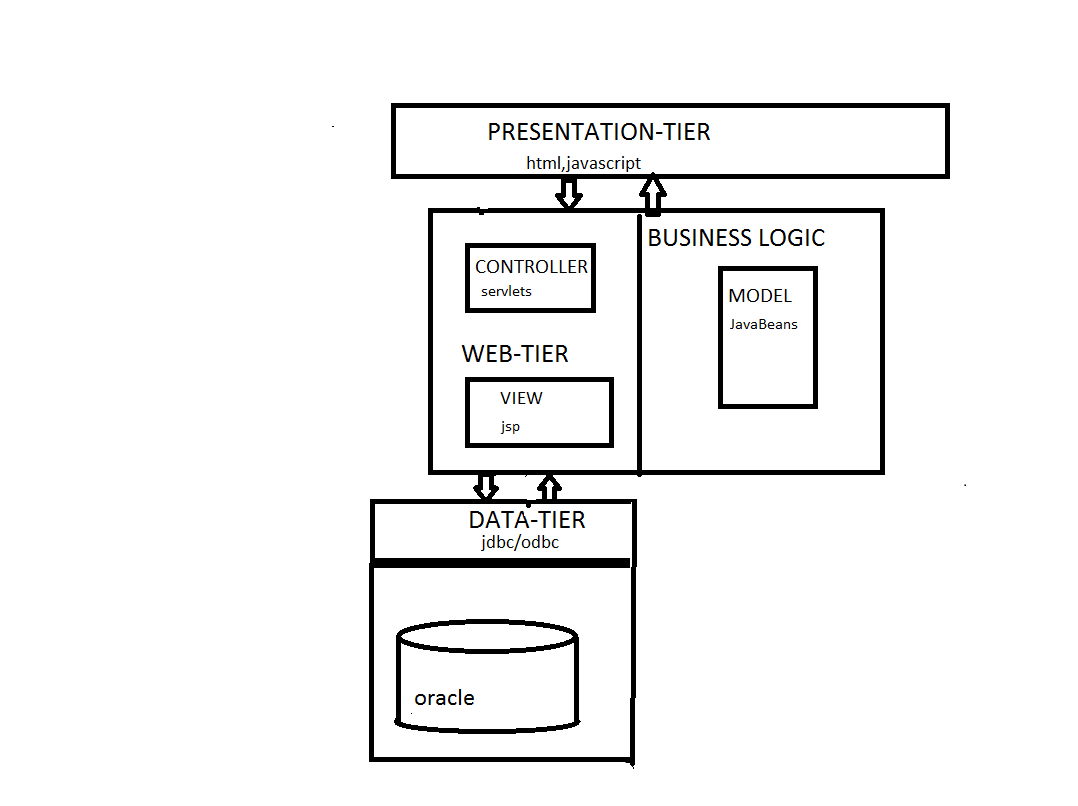 PRESENTATION-TIER
html,javascript
BUSINESS LOGIC
CONTROLLER
servlets
MODEL
JavaBeans
WEB-TIER
VIEW
jsp
DATA-TIER
jdbc/odbc
oracle